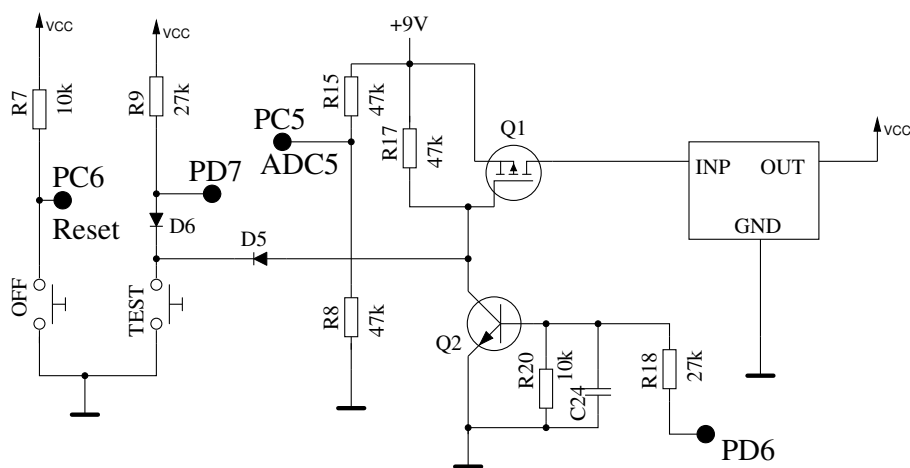 VCC
VCC
+9V
VCC
R7
10k
R9
27k
R15
47k
R17
47k
Q1
PC5
ADC5
INP
OUT
GND
PC6
Reset
PD7
D6
D5
OFF
TEST
R8
47k
Q2
R20
10k
C24
R18
27k
PD6